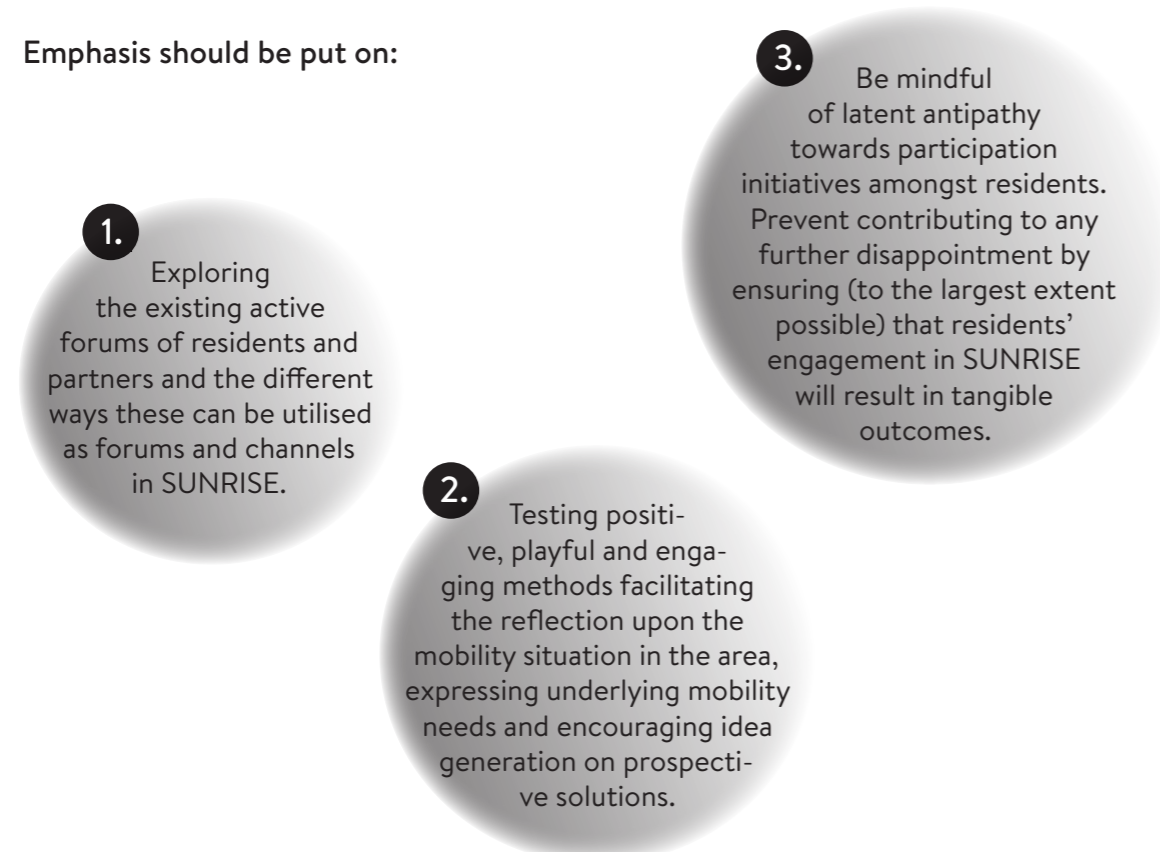 Emphasis should be put on:
1.
Exploring
the existing active
forums of residents and
partners and the different
ways these can be utilised
as forums and channels
in SUNRISE.
2.
Testing positi-
ve, playful and enga-
ging methods facilitating
the reflection upon the
mobility situation in the area,
expressing underlying mobility
needs and encouraging idea
generation on prospecti-
ve solutions.
3.
Be mindful
of latent antipathy
towards participation
initiatives amongst residents.
Prevent contributing to any
further disappointment by
ensuring (to the largest extent
possible) that residents’
engagement in SUNRISE
will result in tangible
outcomes.